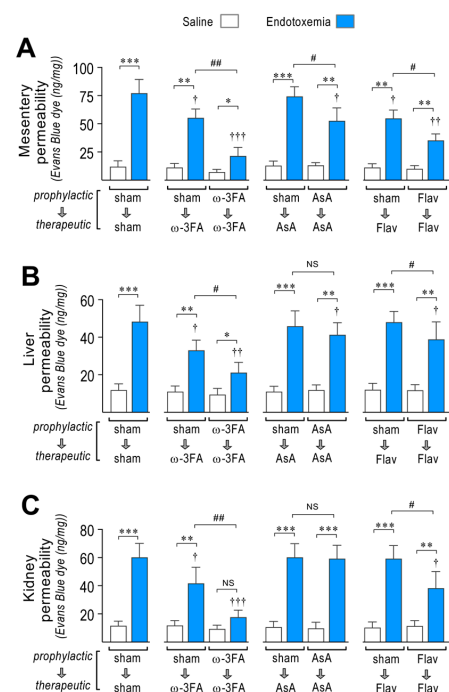 Saline Endotoxemia
A
Mesentery
permeability
(Evans Blue dye (ng/mg))
100
75
50
25
***
**
†
##
*
†††
***
#
**
†
**
†
#
**
††
prophylactic sham sham ω-3FA sham AsA sham Flav
therapeutic sham ω-3FA ω-3FA AsA AsA Flav Flav
B
Liver
permeability
(Evans Blue dye (ng/mg))
60
40
20
***
**
†
#
*
††
***
NS
**
†
***
#
**
†
prophylactic sham sham ω-3FA sham AsA sham Flav
therapeutic sham ω-3FA ω-3FA AsA AsA Flav Flav
C
Kidney
permeability
(Evans Blue dye (ng/mg))
80
60
40
20
***
**
†
##
NS
†††
***
NS
***
***
#
**
†
prophylactic sham sham ω-3FA sham AsA sham Flav
therapeutic sham ω-3FA ω-3FA AsA AsA Flav Flav